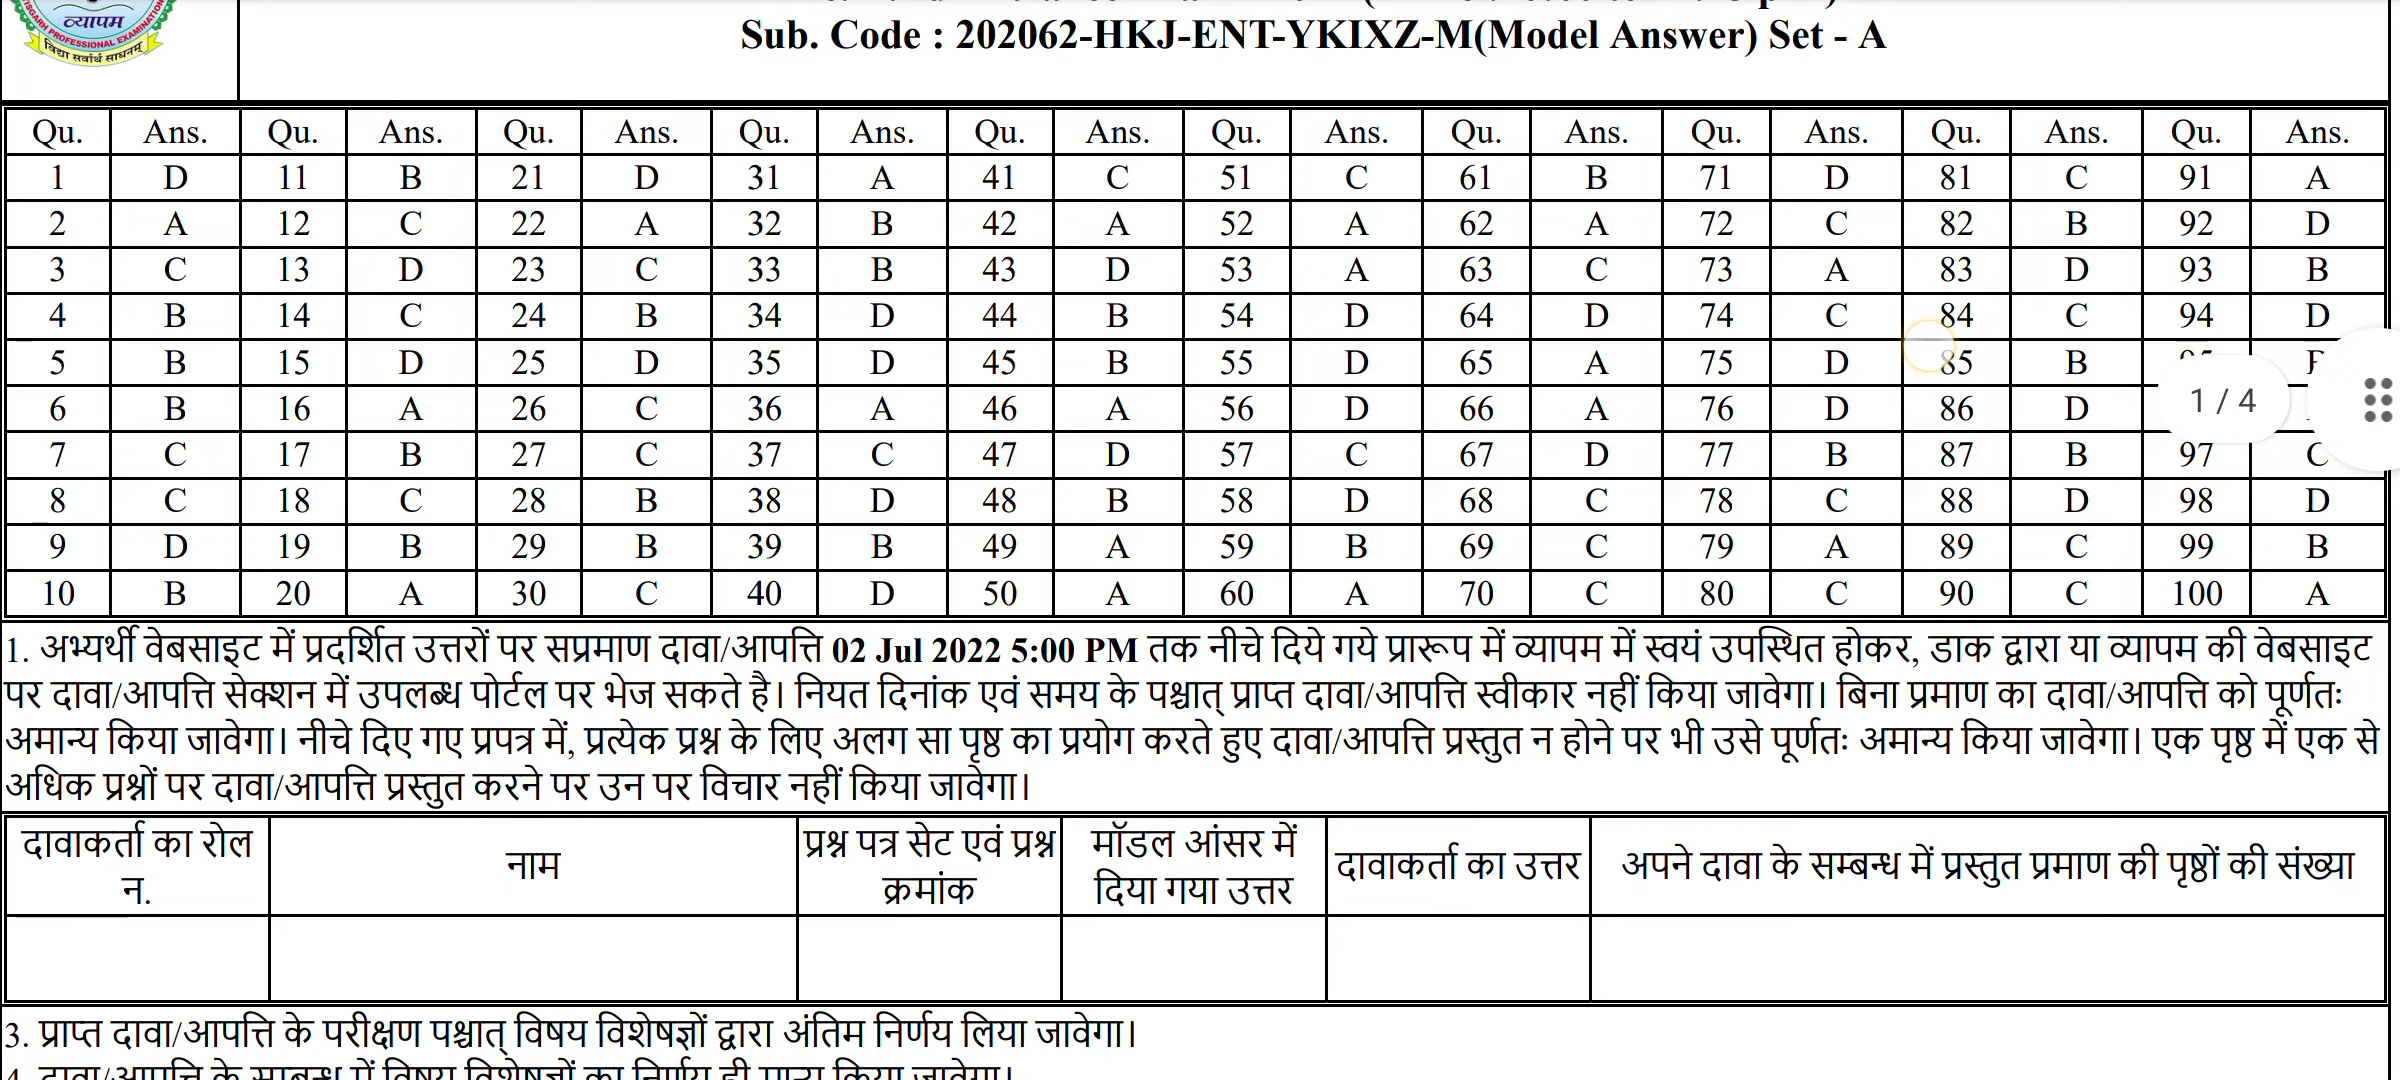 व्यापम
PROFESSIONAL EXAMINATION
विद्या सर्वार्थ साधनम्
Sub. Code : 202062-HKJ-ENT-YKIXZ-M(Model Answer) Set - A
Qu. Ans. Qu. Ans. Qu. Ans. Qu. Ans. Qu. Ans. Qu. Ans. Qu. Ans. Qu. Ans. Qu. Ans. Qu. Ans.
1 D 11 B 21 D 31 A 41 C 51 C 61 B 71 D 81 C 91 A
2 A 12 C 22 A 32 B 42 A 52 A 62 A 72 C 82 B 92 D
3 C 13 D 23 C 33 B 43 D 53 A 63 C 73 A 83 D 93 B
4 B 14 C 24 B 34 D 44 B 54 D 64 D 74 C 84 C 94 D
5 B 15 D 25 D 35 D 45 B 55 D 65 A 75 D 85 B
6 B 16 A 26 C 36 A 46 A 56 D 66 A 76 D 86 D
1 / 4
7 C 17 B 27 C 37 C 47 D 57 C 67 D 77 B 87 B 97 C
8 C 18 C 28 B 38 D 48 B 58 D 68 C 78 C 88 D 98 D
9 D 19 B 29 B 39 B 49 A 59 B 69 C 79 A 89 C 99 B
10 B 20 A 30 C 40 D 50 A 60 A 70 C 80 C 90 C 100 A
1. अभ्यर्थी वेबसाइट में प्रदर्शित उत्तरों पर सप्रमाण दावा/आपत्ति 02 Jul 2022 5:00 PM तक नीचे दिये गये प्रारूप में व्यापम में स्वयं उपस्थित होकर, डाक द्वारा या व्यापम की वेबसाइट
पर दावा/आपत्ति सेक्शन में उपलब्ध पोर्टल पर भेज सकते है। नियत दिनांक एवं समय के पश्चात् प्राप्त दावा/आपत्ति स्वीकार नहीं किया जावेगा। बिना प्रमाण का दावा/आपत्ति को पूर्णतः
अमान्य किया जावेगा। नीचे दिए गए प्रपत्र में, प्रत्येक प्रश्न के लिए अलग सा पृष्ठ का प्रयोग करते हुए दावा/आपत्ति प्रस्तुत न होने पर भी उसे पूर्णतः अमान्य किया जावेगा। एक पृष्ठ में एक से
अधिक प्रश्नों पर दावा/आपत्ति प्रस्तुत करने पर उन पर विचार नहीं किया जावेगा।
दावाकर्ता का रोल न. नाम प्रश्न पत्र सेट एवं प्रश्न क्रमांक मॉडल आंसर में दिया गया उत्तर दावाकर्ता का उत्तर अपने दावा के सम्बन्ध में प्रस्तुत प्रमाण की पृष्ठों की संख्या
3. प्राप्त दावा/आपत्ति के परीक्षण पश्चात् विषय विशेषज्ञों द्वारा अंतिम निर्णय लिया जावेगा।
4. दावा/आपत्ति के सम्बन्ध में विषय विशेषज्ञों का निर्णय ही मान्य किया जावेगा।